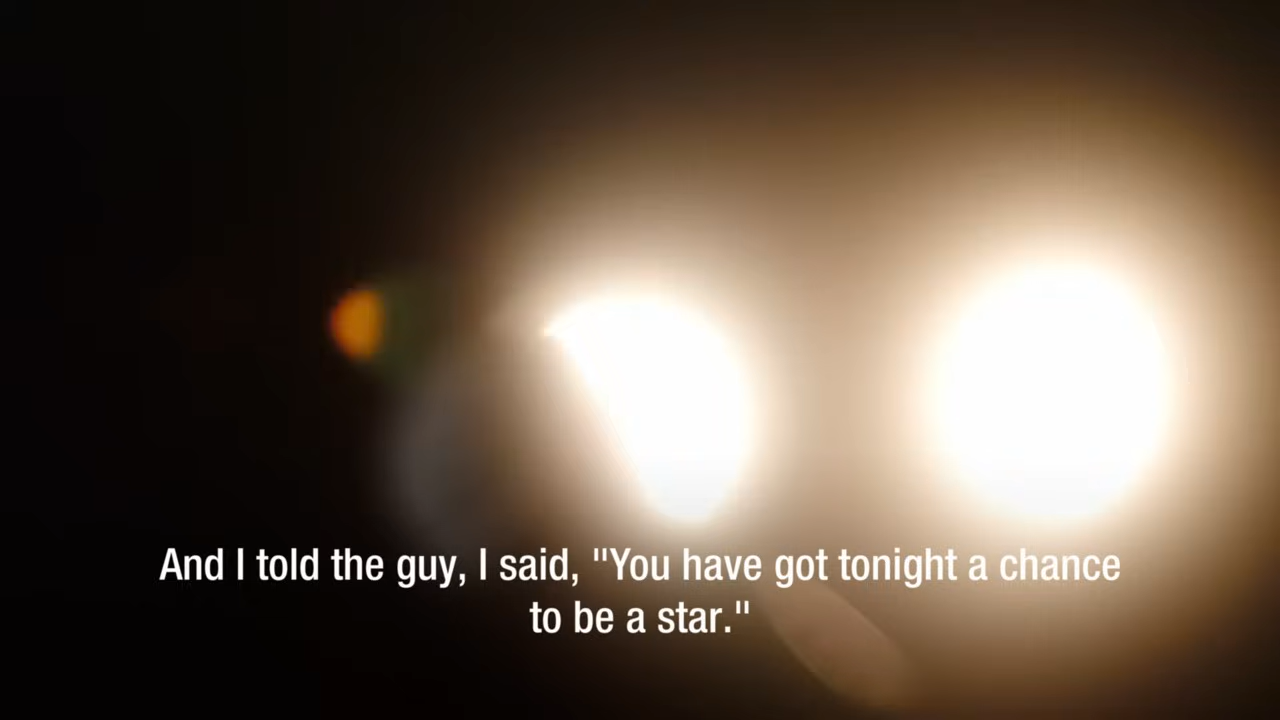 And I told the guy, I said, "You have got tonight a chance
to be a star."